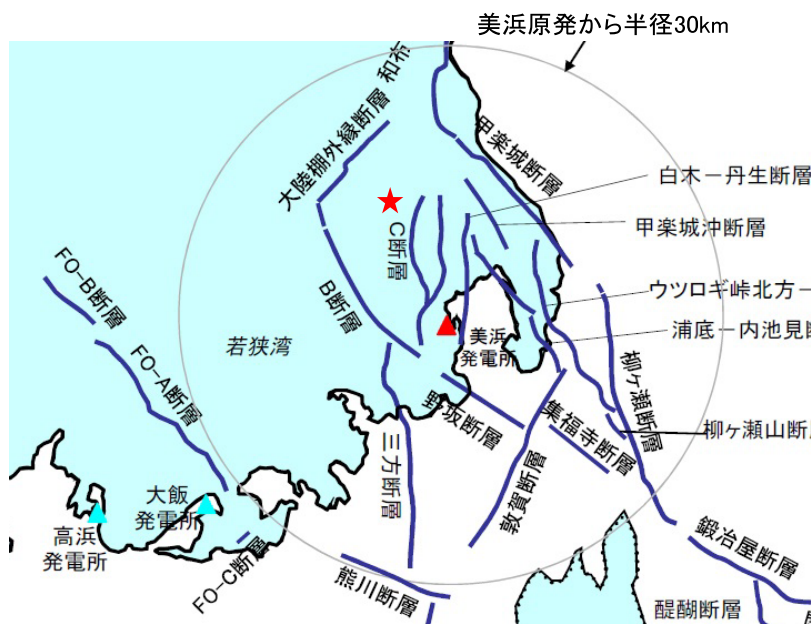 美浜原発から半径30km
和布
甲楽城断層
大陸棚外縁断層
白木－丹生断層
甲楽城沖断層
C断層
FO-B断層
B断層
ウツロギ峠北方－
若狭湾
美浜
発電所
浦底－内池見断
FO-A断層
柳ヶ瀬断層
野坂断層
集福寺断層
柳ヶ瀬山断層
三方断層
敦賀断層
大飯
発電所
高浜
発電所
FO-C断層
鍛冶屋断層
熊川断層
醍醐断層